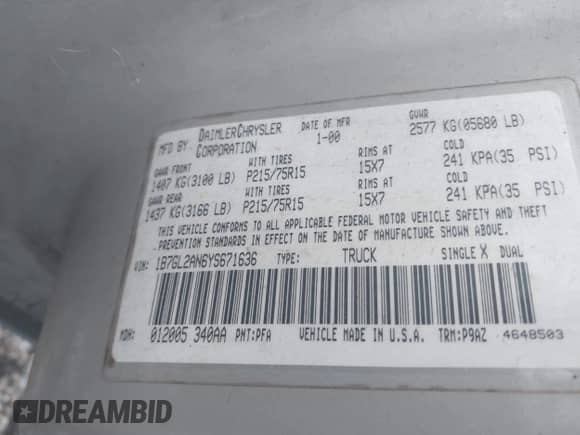 MFD BY DAIMLERCHRYSLER CORPORATION DATE OF MFR 1-00 GVWR 2577 KG(05680 LB)
GAWR FRONT WITH TIRES RIMS AT COLD
1407 KG(3100 LB) P215/75R15 15X7 241 KPA(35 PSI)
GAWR REAR WITH TIRES RIMS AT COLD
1437 KG(3166 LB) P215/75R15 15X7 241 KPA(35 PSI)
THIS VEHICLE CONFORMS TO ALL APPLICABLE FEDERAL MOTOR VEHICLE SAFETY AND THEFT
PREVENTION STANDARDS IN EFFECT ON THE DATE OF MANUFACTURE SHOWN ABOVE.
VIN: 1B7GL2AN6YS671636 TYPE: TRUCK SINGLE X DUAL
MDH: 012005 340AA PNT:PFA VEHICLE MADE IN U.S.A. TRM:P9AZ 4648503
DREAMBID